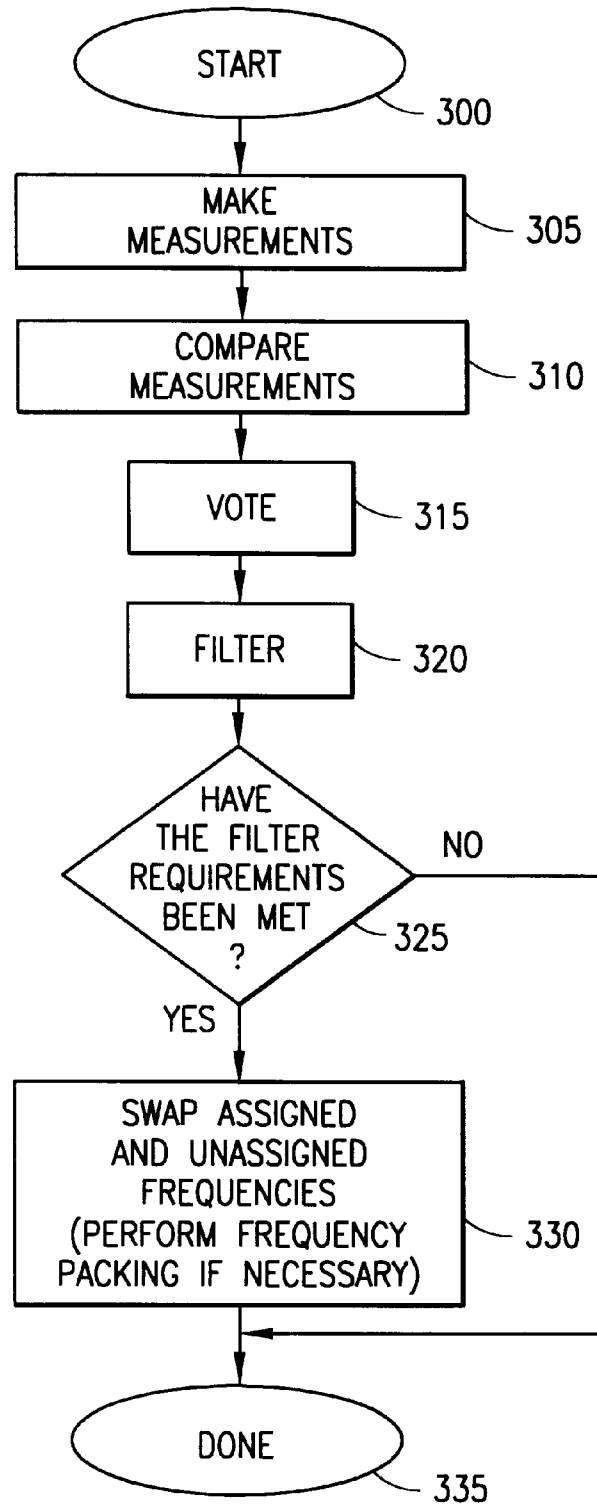 START
300
MAKE
MEASUREMENTS
305
COMPARE
MEASUREMENTS
310
VOTE
315
FILTER
320
HAVE
THE FILTER
REQUIREMENTS
BEEN MET
?
325
NO
YES
SWAP ASSIGNED
AND UNASSIGNED
FREQUENCIES
(PERFORM FREQUENCY
PACKING IF NECESSARY)
330
DONE
335